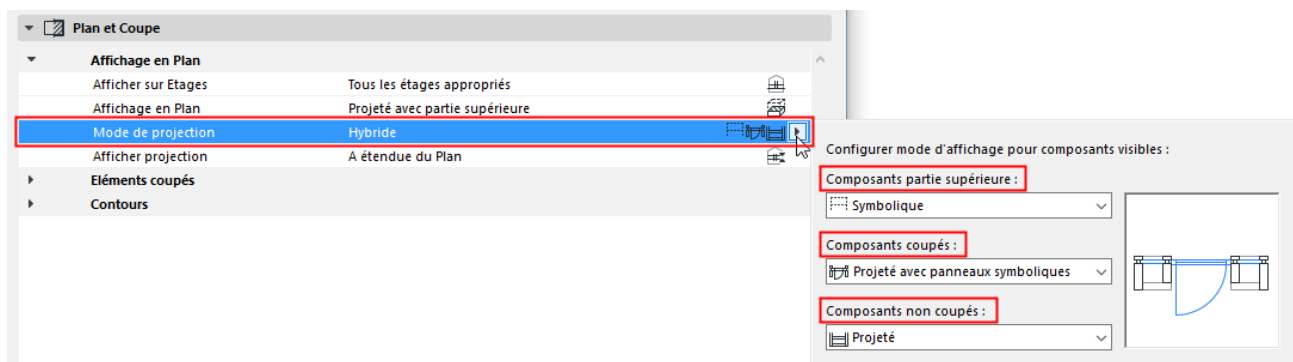 Plan et Coupe
Affichage en Plan
Afficher sur Etages Tous les étages appropriés
Affichage en Plan Projeté avec partie supérieure
Mode de projection Hybride
Afficher projection A étendue du Plan
Eléments coupés
Contours
Configurer mode d'affichage pour composants visibles :
Composants partie supérieure :
Symbolique
Composants coupés :
Projeté avec panneaux symboliques
Composants non coupés :
Projeté